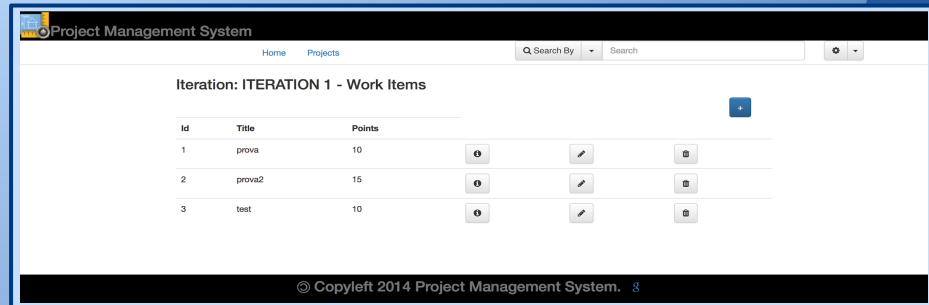 Project Management System
Home Projects Search By Search
Iteration: ITERATION 1 - Work Items
+
Id Title Points
1 prova 10
2 prova2 15
3 test 10
🄯 Copyleft 2014 Project Management System. 8